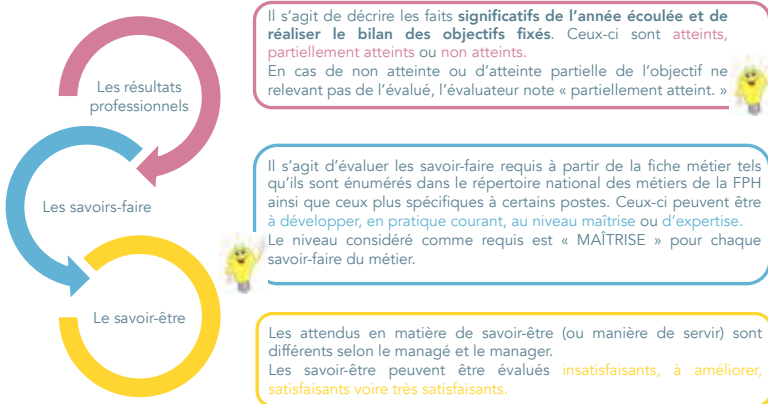 Les résultats
professionnels
Il s’agit de décrire les faits significatifs de l’année écoulée et de
réaliser le bilan des objectifs fixés. Ceux-ci sont atteints,
partiellement atteints ou non atteints.
En cas de non atteinte ou d’atteinte partielle de l’objectif ne
relevant pas de l’évalué, l’évaluateur note « partiellement atteint. »
Les savoirs-faire
Il s’agit d’évaluer les savoir-faire requis à partir de la fiche métier tels
qu’ils sont énumérés dans le répertoire national des métiers de la FPH
ainsi que ceux plus spécifiques à certains postes. Ceux-ci peuvent être
à développer, en pratique courant, au niveau maîtrise ou d’expertise.
Le niveau considéré comme requis est « MAÎTRISE » pour chaque
savoir-faire du métier.
Le savoir-être
Les attendus en matière de savoir-être (ou manière de servir) sont
différents selon le managé et le manager.
Les savoir-être peuvent être évalués insatisfaisants, à améliorer,
satisfaisants voire très satisfaisants.